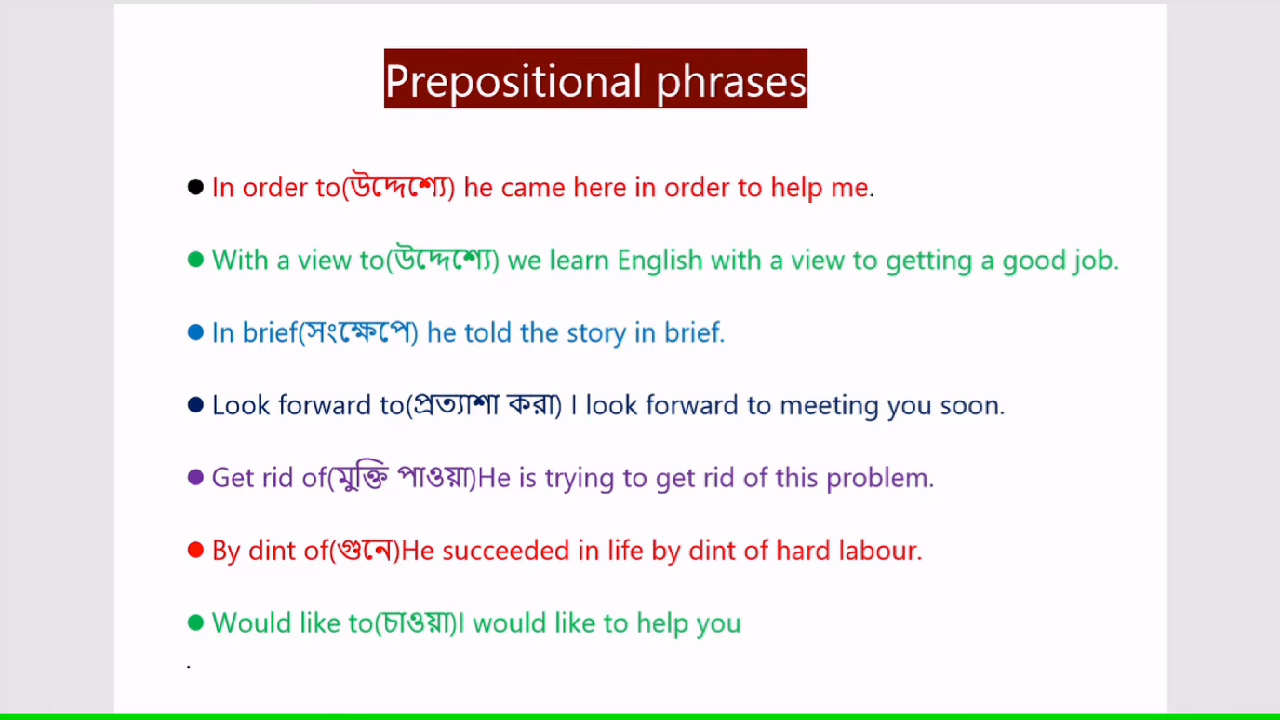 Prepositional phrases
● In order to(উদ্দেশ্যে) he came here in order to help me.
● With a view to(উদ্দেশ্যে) we learn English with a view to getting a good job.
● In brief(সংক্ষেপে) he told the story in brief.
● Look forward to(প্রত্যাশা করা) I look forward to meeting you soon.
● Get rid of(মুক্তি পাওয়া)He is trying to get rid of this problem.
● By dint of(গুনে)He succeeded in life by dint of hard labour.
● Would like to(চাওয়া)I would like to help you
.